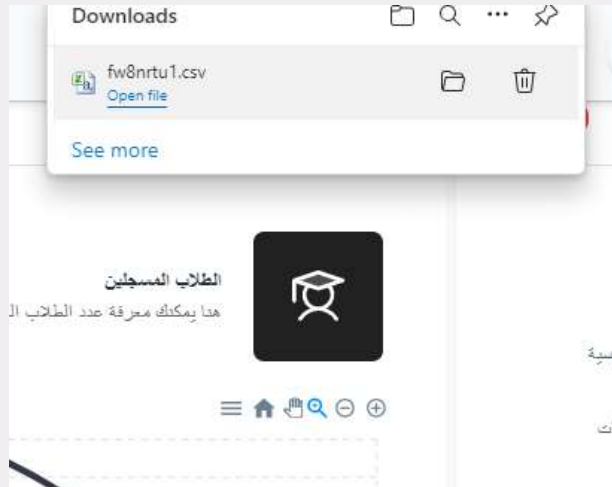 Downloads
fw8nrtu1.csv
Open file
See more
الطلاب المسجلين
هنا يمكنك معرفة عدد الطلاب